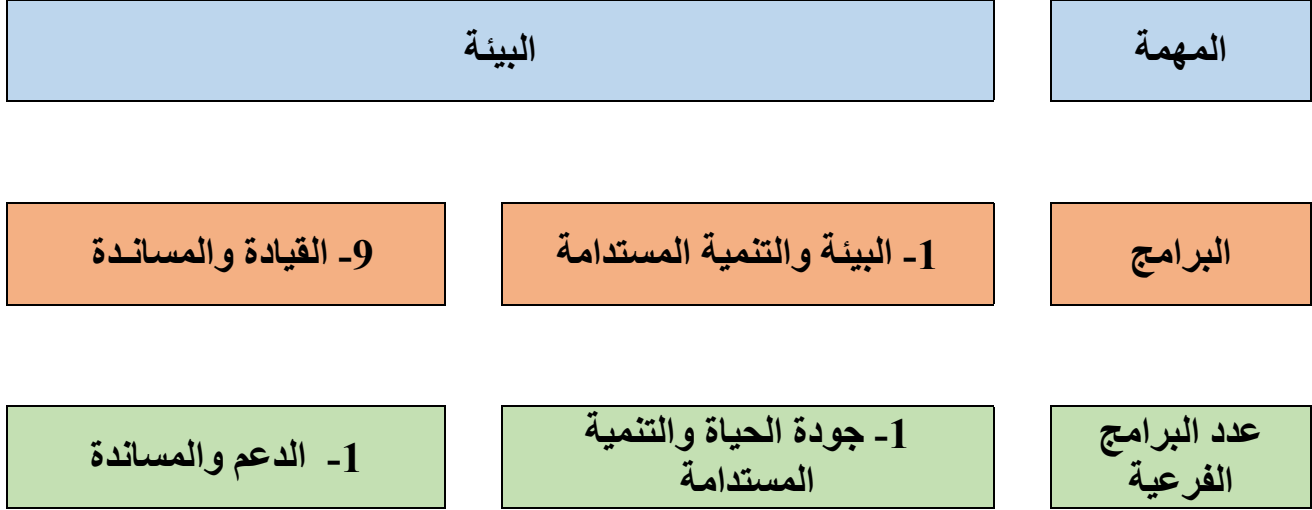 المهمة
البيئة
البرامج
1- البيئة والتنمية المستدامة
9- القيادة والمساندة
عدد البرامج
الفرعية
1- جودة الحياة والتنمية
المستدامة
1- الدعم والمساندة